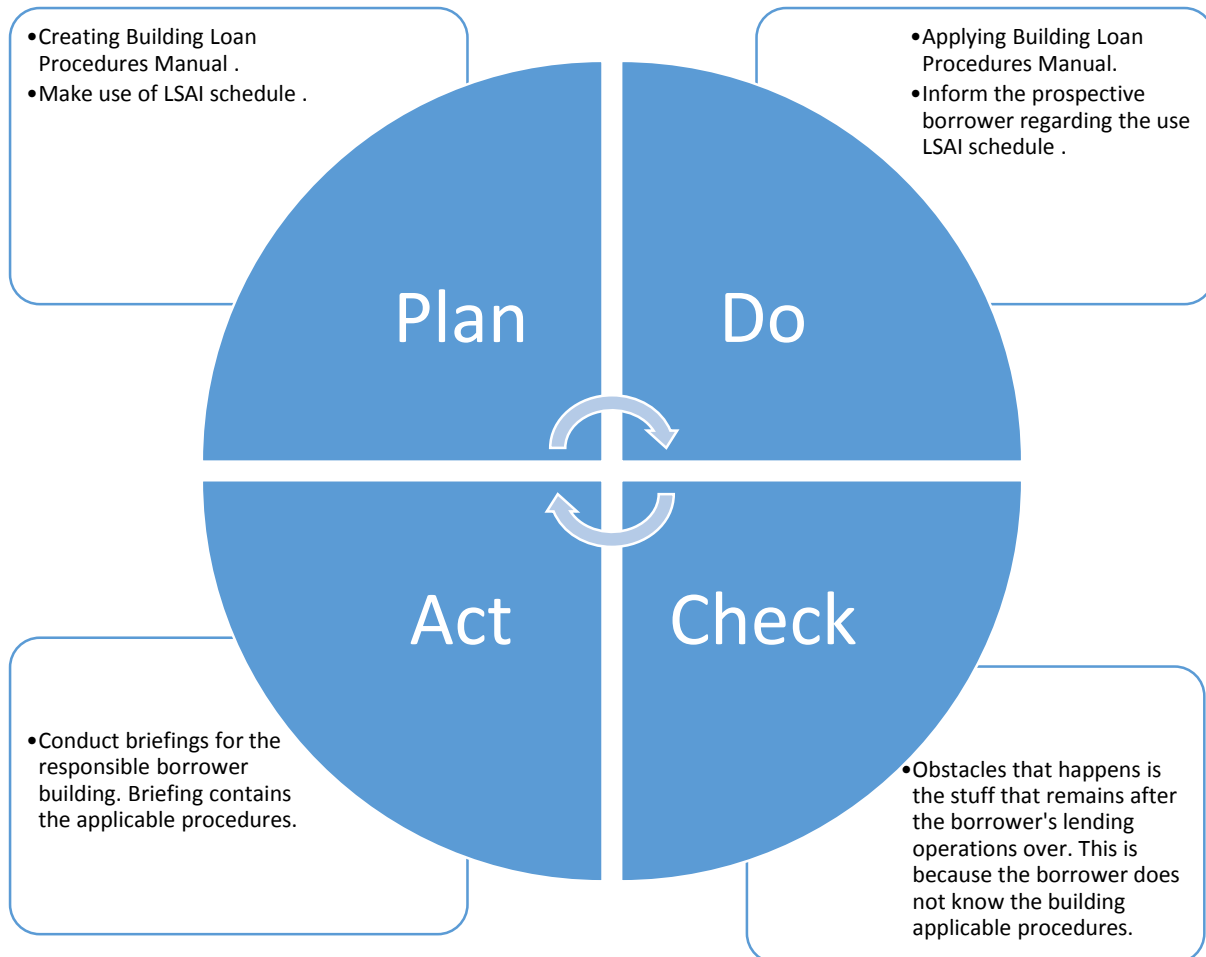 •Creating Building Loan
Procedures Manual .
•Make use of LSAI schedule .
•Applying Building Loan
Procedures Manual.
•Inform the prospective
borrower regarding the use
LSAI schedule .
Plan
Do
Act
Check
•Conduct briefings for the
responsible borrower
building. Briefing contains
the applicable procedures.
•Obstacles that happens is
the stuff that remains after
the borrower's lending
operations over. This is
because the borrower does
not know the building
applicable procedures.